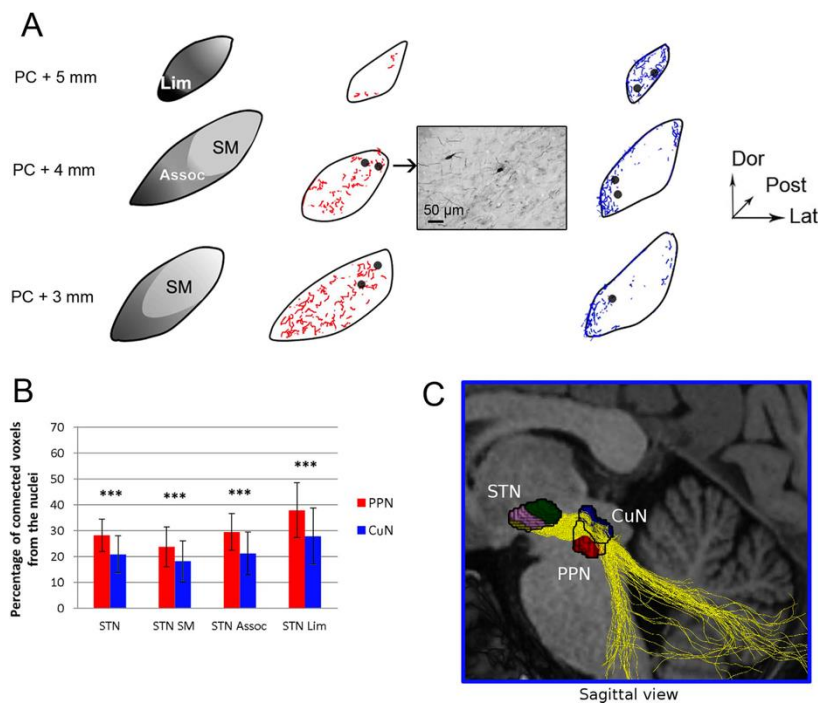 A
PC + 5 mm
Lim
PC + 4 mm
SM
Assoc
50 µm
Dor
Post
Lat
PC + 3 mm
SM
B
Percentage of connected voxels
from the nuclei
70
60
50
40
30
20
10
0
***
***
***
***
STN
STN SM
STN Assoc
STN Lim
PPN
CuN
C
STN
CuN
PPN
Sagittal view